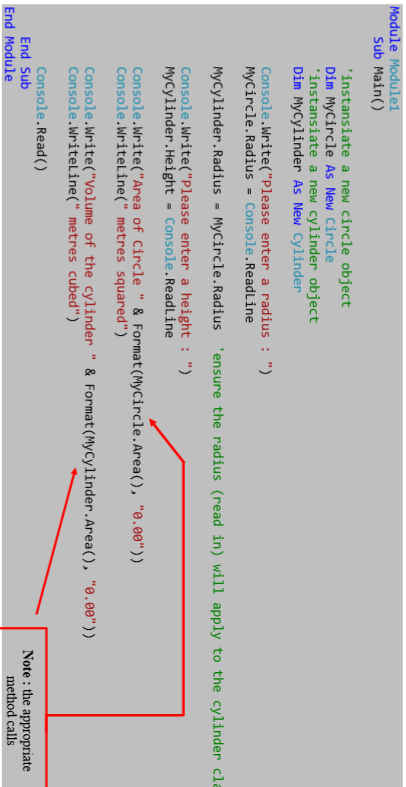 Module Module1
Sub Main()
'instansiate a new circle object
Dim MyCircle As New Circle
'instansiate a new cylinder object
Dim MyCylinder As New Cylinder
Console.Write("Please enter a radius : ")
MyCircle.Radius = Console.ReadLine
MyCylinder.Radius = MyCircle.Radius 'ensure the radius (read in) will apply to the cylinder cla
Console.Write("Please enter a height : ")
MyCylinder.Height = Console.ReadLine
Console.Write("Area of Circle " & Format(MyCircle.Area(), "0.00"))
Console.WriteLine(" metres squared")
Console.Write("Volume of the cylinder " & Format(MyCylinder.Area(), "0.00"))
Console.WriteLine(" metres cubed")
Console.Read()
End Sub
End Module
Note : the appropriate
method calls